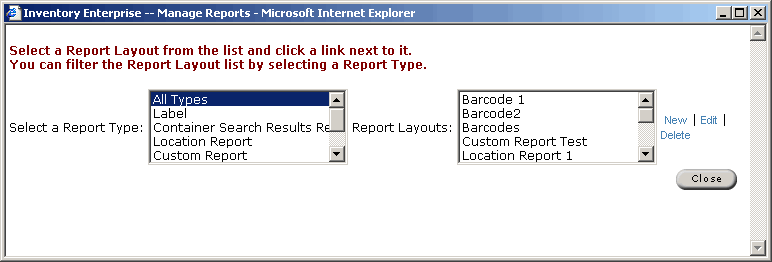 Inventory Enterprise -- Manage Reports - Microsoft Internet Explorer
Select a Report Layout from the list and click a link next to it.
You can filter the Report Layout list by selecting a Report Type.
Select a Report Type:
All Types
Label
Container Search Results Re
Location Report
Custom Report
Report Layouts:
Barcode 1
Barcode2
Barcodes
Custom Report Test
Location Report 1
New | Edit |
Delete
Close